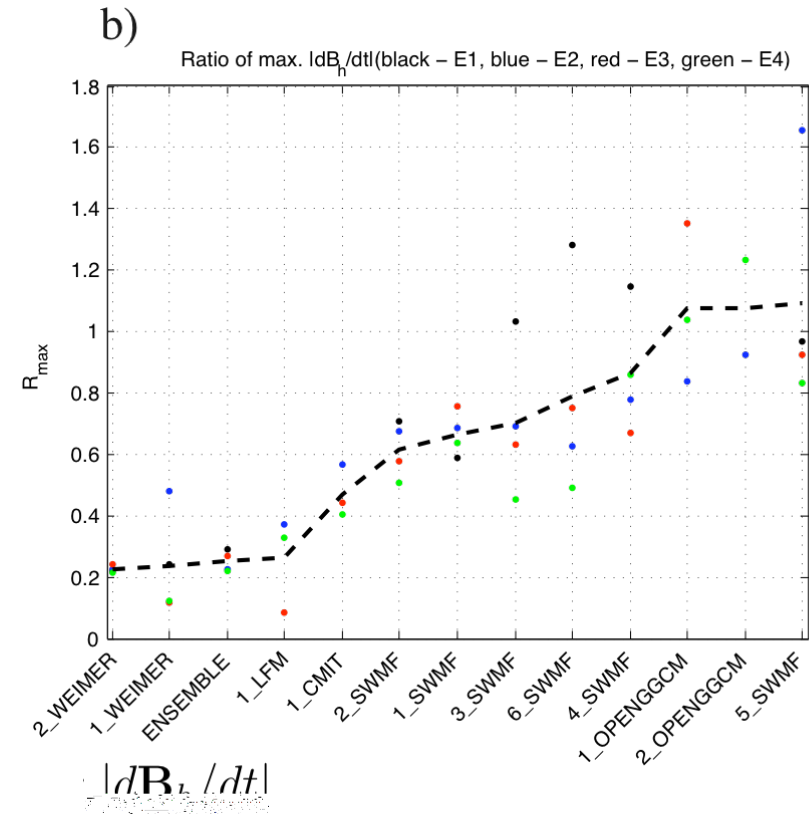 b)
Ratio of max. |dB_h/dt|(black − E1, blue − E2, red − E3, green − E4)
1.8
1.6
1.4
1.2
1
0.8
0.6
0.4
0.2
0
R_max
2_WEIMER
1_WEIMER
ENSEMBLE
1_LFM
1_CMIT
2_SWMF
1_SWMF
3_SWMF
6_SWMF
4_SWMF
1_OPENGGCM
2_OPENGGCM
5_SWMF
|dB_h/dt|